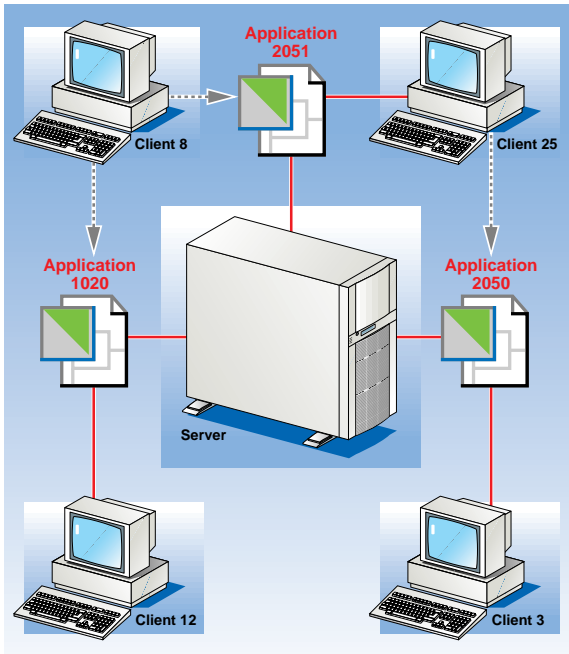 Application
2051
Client 8
Client 25
Application
1020
Application
2050
Server
Client 12
Client 3